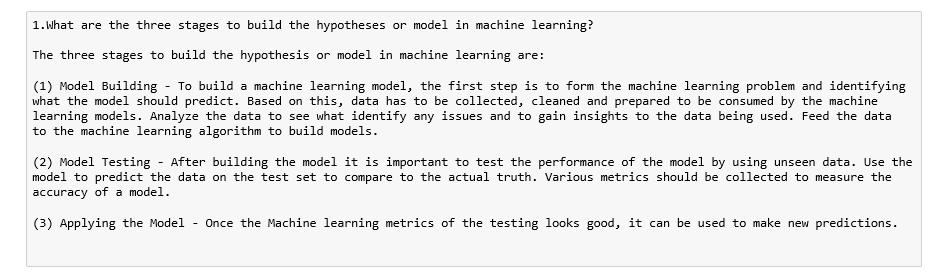 1.What are the three stages to build the hypotheses or model in machine learning?
The three stages to build the hypothesis or model in machine learning are:
(1) Model Building - To build a machine learning model, the first step is to form the machine learning problem and identifying
what the model should predict. Based on this, data has to be collected, cleaned and prepared to be consumed by the machine
learning models. Analyze the data to see what identify any issues and to gain insights to the data being used. Feed the data
to the machine learning algorithm to build models.
(2) Model Testing - After building the model it is important to test the performance of the model by using unseen data. Use the
model to predict the data on the test set to compare to the actual truth. Various metrics should be collected to measure the
accuracy of a model.
(3) Applying the Model - Once the Machine learning metrics of the testing looks good, it can be used to make new predictions.